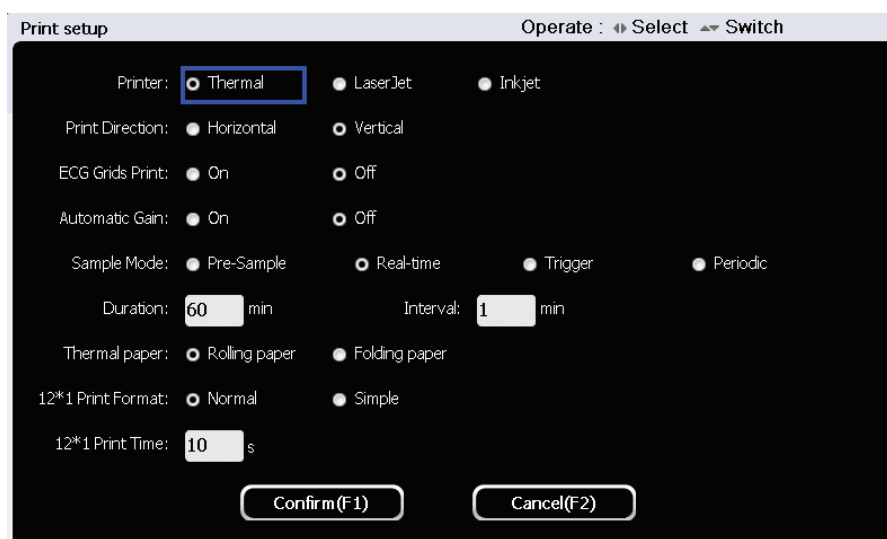 Print setup Operate : Select Switch
Printer: Thermal LaserJet Inkjet
Print Direction: Horizontal Vertical
ECG Grids Print: On Off
Automatic Gain: On Off
Sample Mode: Pre-Sample Real-time Trigger Periodic
Duration: 60 min Interval: 1 min
Thermal paper: Rolling paper Folding paper
12*1 Print Format: Normal Simple
12*1 Print Time: 10 s
Confirm(F1) Cancel(F2)